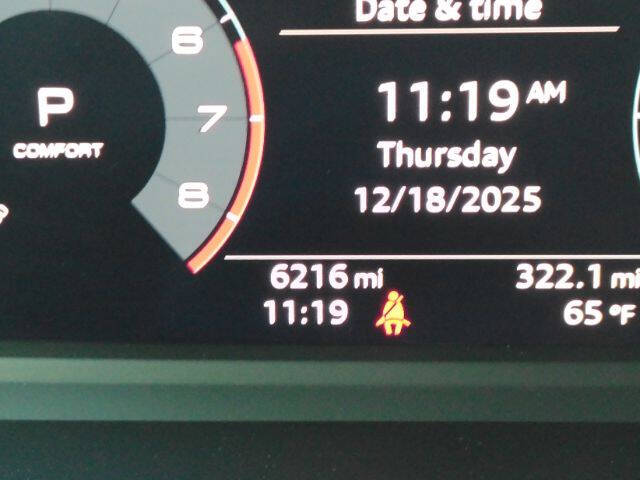 Date & time
6
11:19 AM
P
7
COMFORT
Thursday
8
12/18/2025
6216 mi
322.1 mi
11:19
65 °F